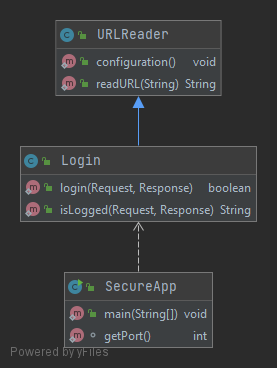 URLReader
configuration() void
readURL(String) String
Login
login(Request, Response) boolean
isLogged(Request, Response) String
SecureApp
main(String[]) void
getPort() int
Powered by yFiles